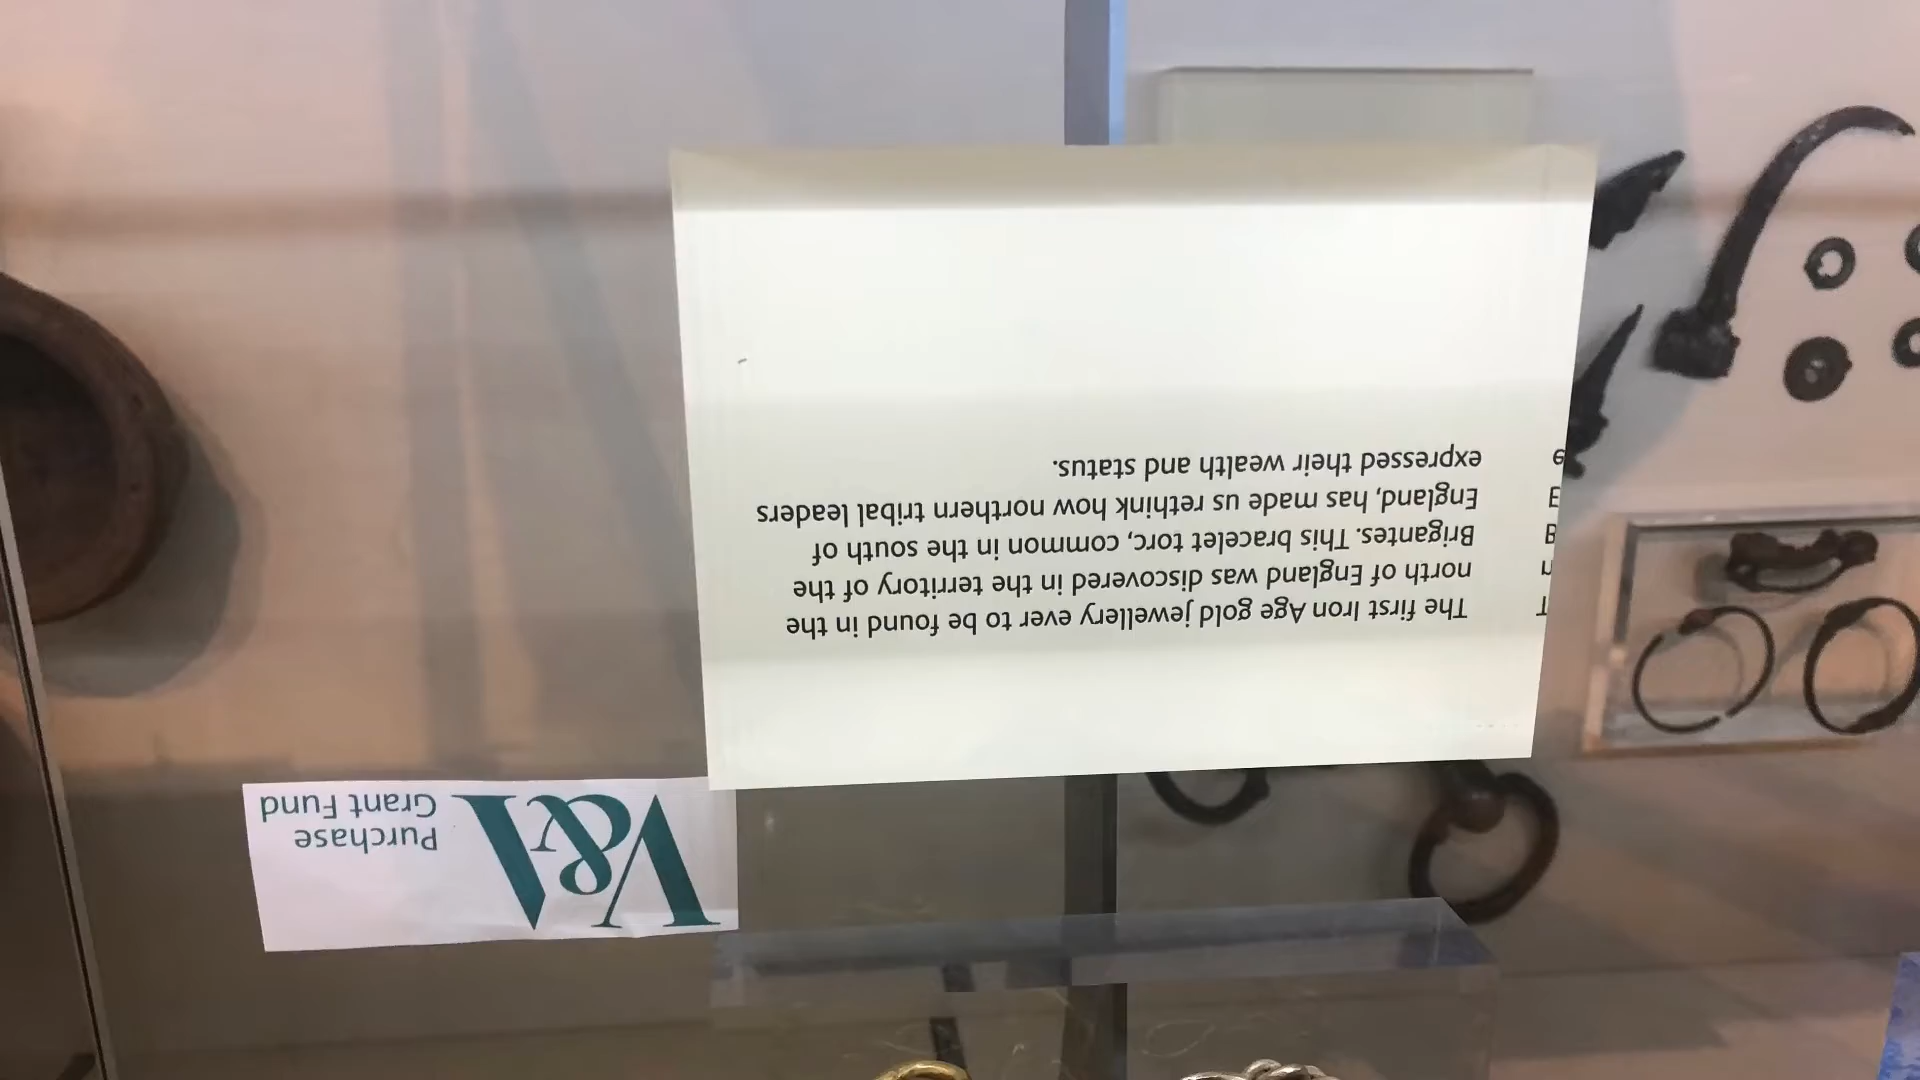 The first Iron Age gold jewellery ever to be found in the
north of England was discovered in the territory of the
Brigantes. This bracelet torc, common in the south of
England, has made us rethink how northern tribal leaders
expressed their wealth and status.
T
n
B
E
e
V&A
Purchase
Grant Fund